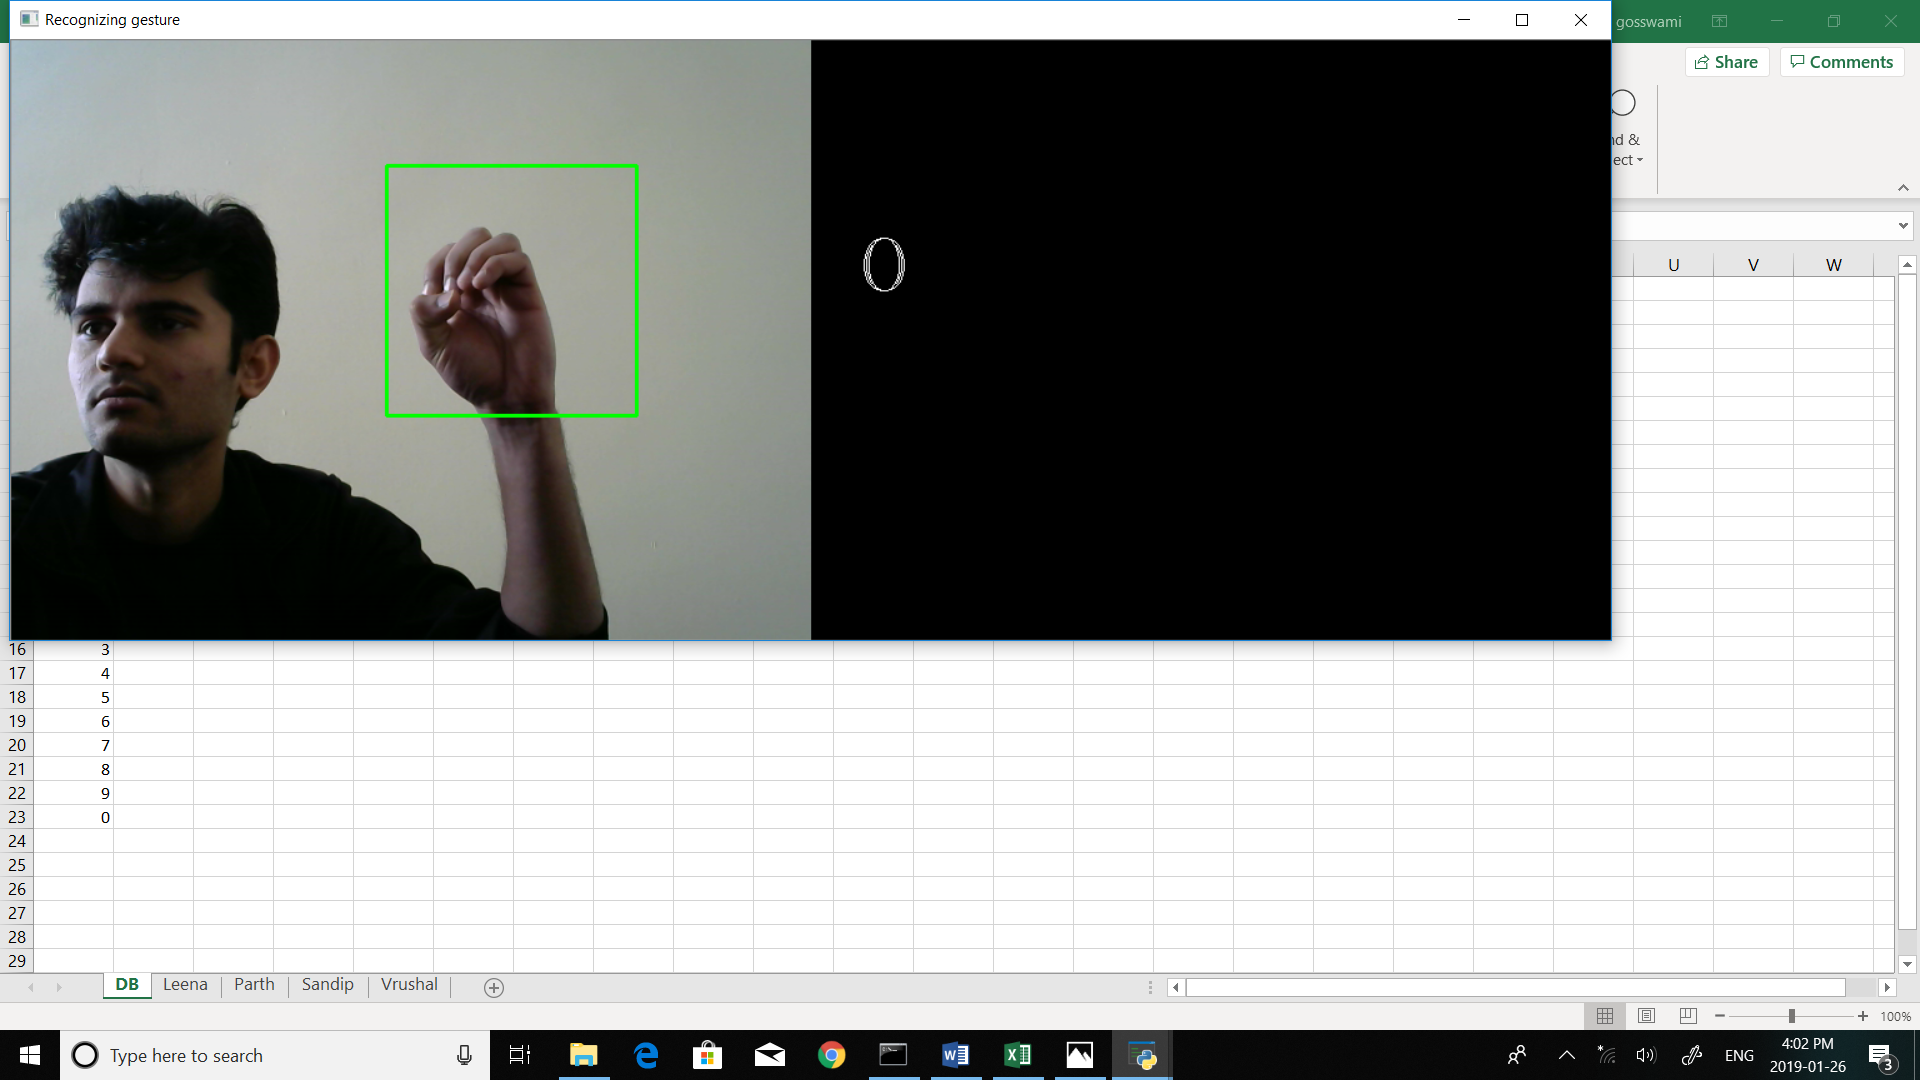 Recognizing gesture
gosswami
Share
Comments
nd &
ect
0
U V W
16 3
17 4
18 5
19 6
20 7
21 8
22 9
23 0
24
25
26
27
28
29
DB Leena Parth Sandip Vrushal
100%
Type here to search
ENG
4:02 PM
2019-01-26
3